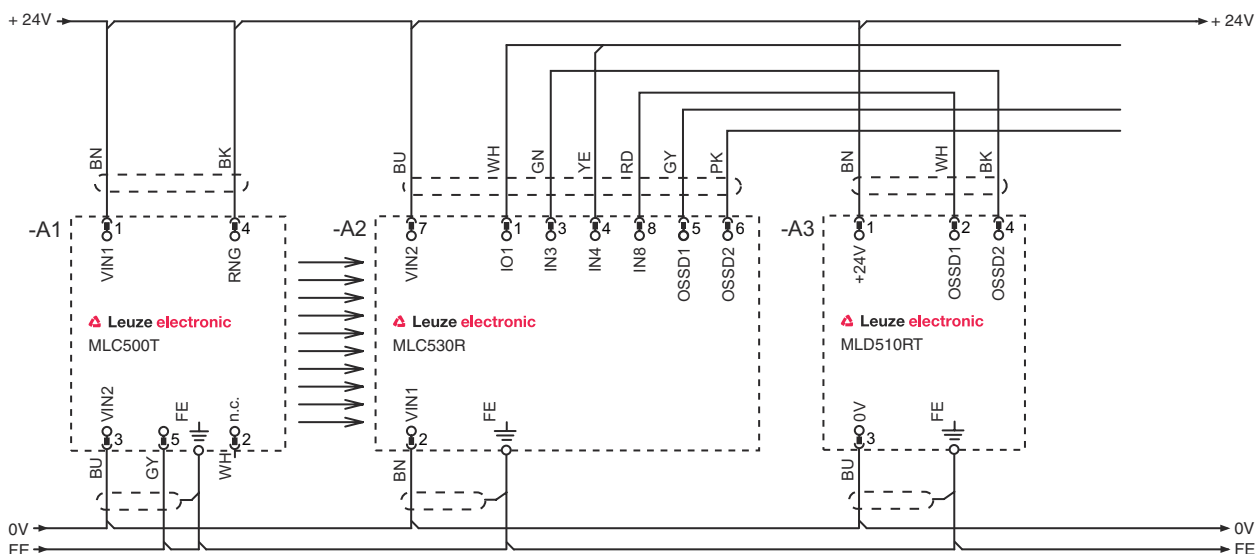 + 24V
+ 24V
BN
BK
BU
WH
GN
YE
RD
GY
PK
BN
WH
BK
-A1
1
4
-A2
7
1
3
4
8
5
6
-A3
1
2
4
VIN1
RNG
VIN2
IO1
IN3
IN4
IN8
OSSD1
OSSD2
+24V
OSSD1
OSSD2
Leuze electronic
MLC500T
Leuze electronic
MLC530R
Leuze electronic
MLD510RT
VIN2
FE
n.c.
VIN1
FE
0V
FE
3
5
2
2
3
BU
GY
WH
BN
BU
0V
0V
FE
FE